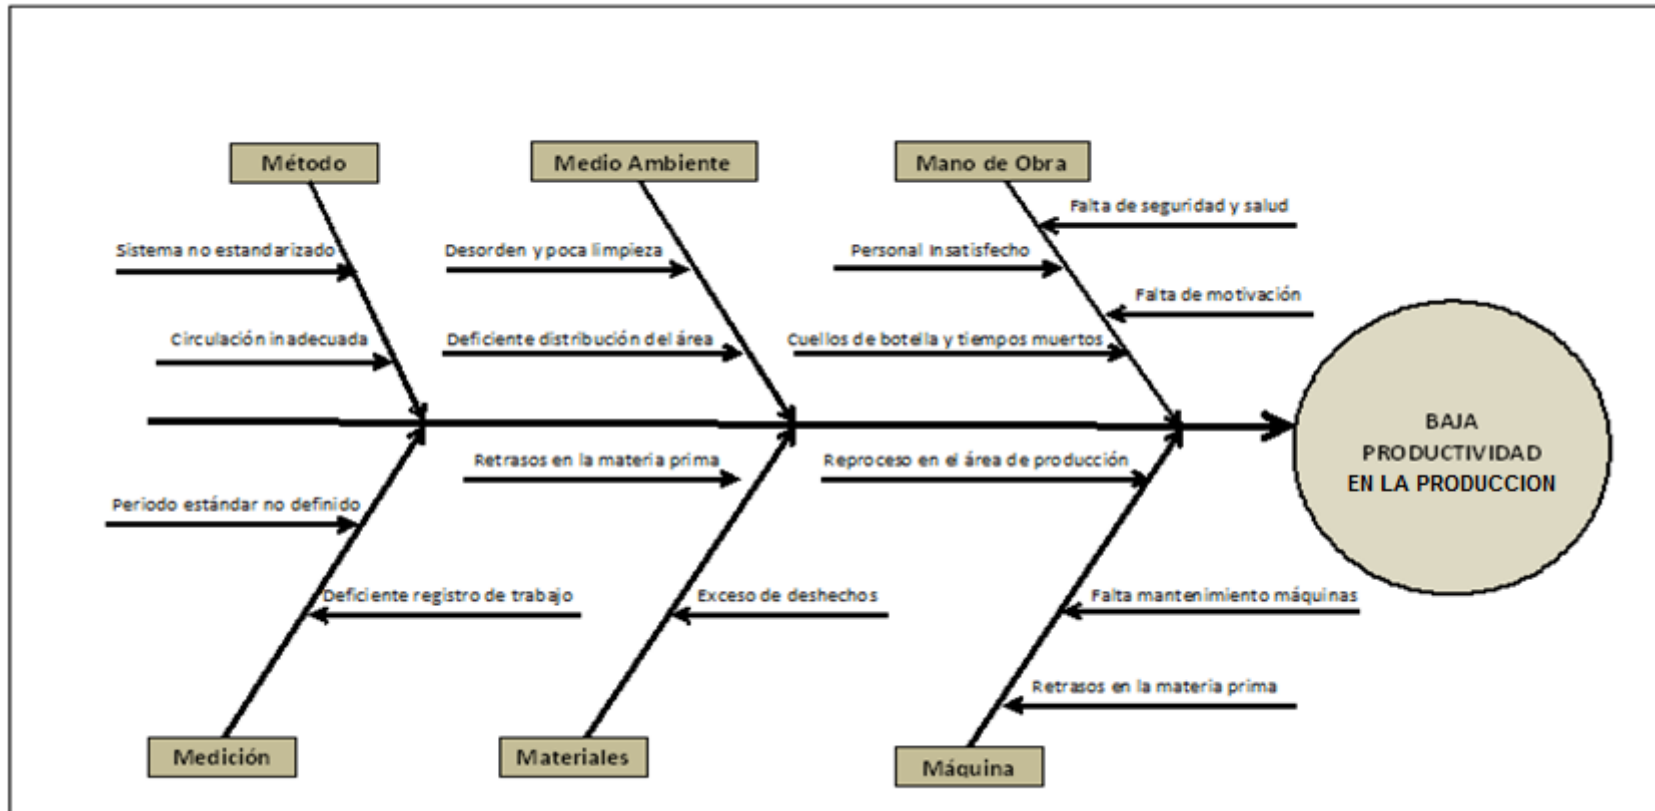 Método
Medio Ambiente
Mano de Obra
Falta de seguridad y salud
Sistema no estandarizado
Desorden y poca limpieza
Personal Insatisfecho
Falta de motivación
Circulación inadecuada
Deficiente distribución del área
Cuellos de botella y tiempos muertos
BAJA
PRODUCTIVIDAD
EN LA PRODUCCION
Retrasos en la materia prima
Reproceso en el área de producción
Periodo estándar no definido
Deficiente registro de trabajo
Exceso de deshechos
Falta mantenimiento máquinas
Retrasos en la materia prima
Medición
Materiales
Máquina